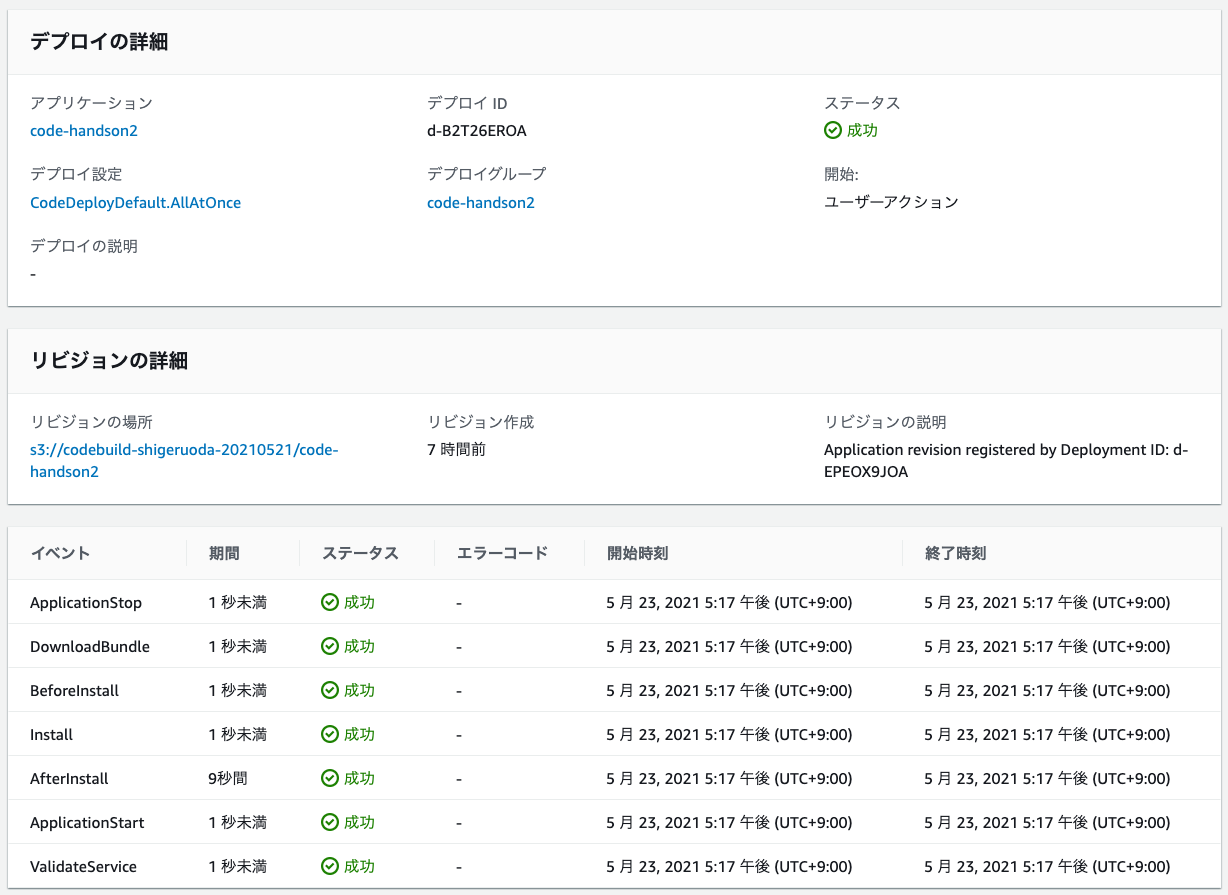 デプロイの詳細
アプリケーション
code-handson2
デプロイ ID
d-B2T26EROA
ステータス
成功
デプロイ設定
CodeDeployDefault.AllAtOnce
デプロイグループ
code-handson2
開始:
ユーザーアクション
デプロイの説明
-
リビジョンの詳細
リビジョンの場所
s3://codebuild-shigeruoda-20210521/code-
handson2
リビジョン作成
7 時間前
リビジョンの説明
Application revision registered by Deployment ID: d-
EPEOX9JOA
イベント 期間 ステータス エラーコード 開始時刻 終了時刻
ApplicationStop 1 秒未満 成功 - 5 月 23, 2021 5:17 午後 (UTC+9:00) 5 月 23, 2021 5:17 午後 (UTC+9:00)
DownloadBundle 1 秒未満 成功 - 5 月 23, 2021 5:17 午後 (UTC+9:00) 5 月 23, 2021 5:17 午後 (UTC+9:00)
BeforeInstall 1 秒未満 成功 - 5 月 23, 2021 5:17 午後 (UTC+9:00) 5 月 23, 2021 5:17 午後 (UTC+9:00)
Install 1 秒未満 成功 - 5 月 23, 2021 5:17 午後 (UTC+9:00) 5 月 23, 2021 5:17 午後 (UTC+9:00)
AfterInstall 9秒間 成功 - 5 月 23, 2021 5:17 午後 (UTC+9:00) 5 月 23, 2021 5:17 午後 (UTC+9:00)
ApplicationStart 1 秒未満 成功 - 5 月 23, 2021 5:17 午後 (UTC+9:00) 5 月 23, 2021 5:17 午後 (UTC+9:00)
ValidateService 1 秒未満 成功 - 5 月 23, 2021 5:17 午後 (UTC+9:00) 5 月 23, 2021 5:17 午後 (UTC+9:00)